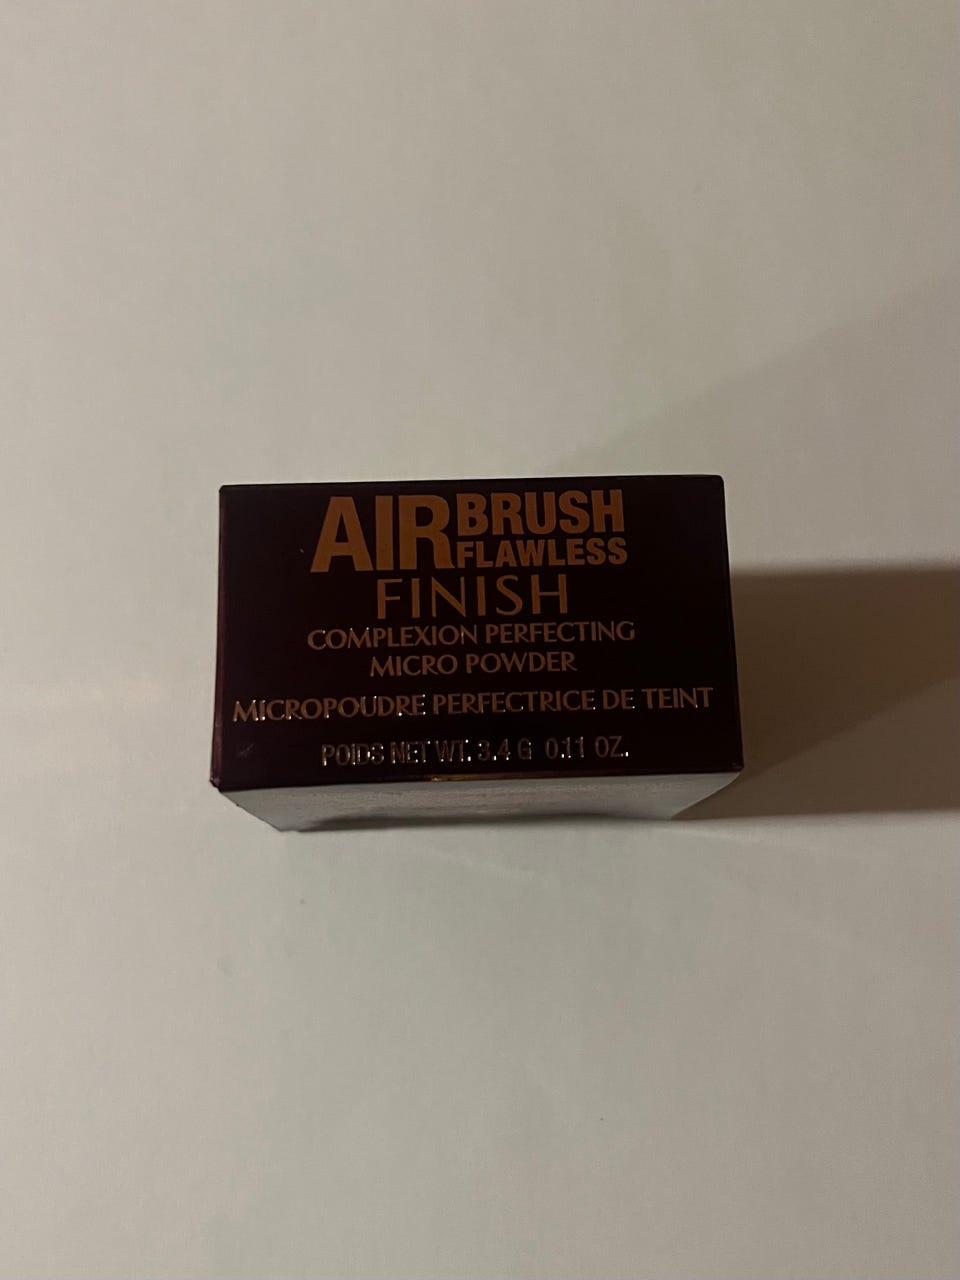 AIRBRUSH
FLAWLESS
FINISH
COMPLEXION PERFECTING
MICRO POWDER
MICROPOUDRE PERFECTRICE DE TEINT
POIDS NET WT. 3.4 G 0.11 OZ.